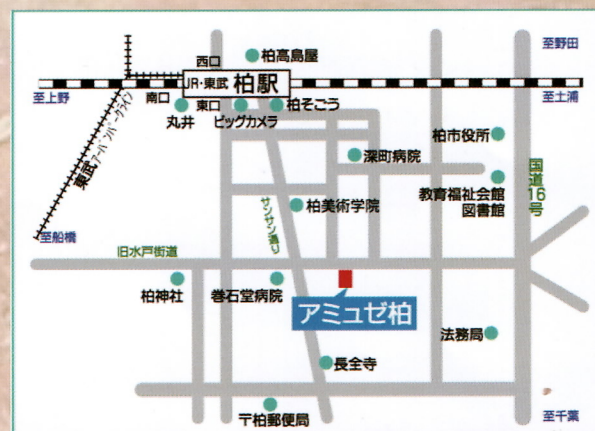 西口
柏高島屋
至野田
JR・東武 柏駅
至上野
南口
東口
至土浦
丸井
ビッグカメラ
柏そごう
東武アーバンパークライン
深町病院
柏市役所
国道16号
教育福祉会館
図書館
サンサン通り
柏美術学院
至船橋
旧水戸街道
柏神社
巻石堂病院
アミュゼ柏
法務局
長全寺
〒柏郵便局
至千葉